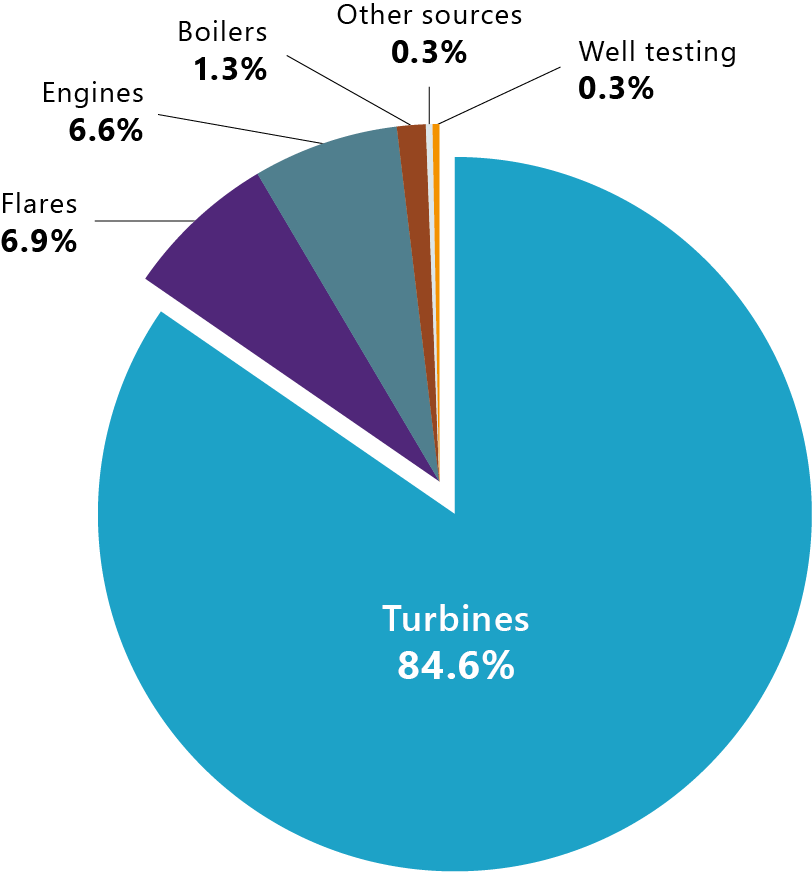 Other sources
0.3%
Boilers
1.3%
Well testing
0.3%
Engines
6.6%
Flares
6.9%
Turbines
84.6%